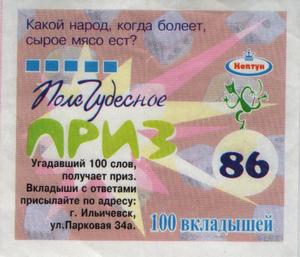 Какой народ, когда болеет,
сырое мясо ест?
Нептун
Поле Чудесное
ПРИЗ
Угадавший 100 слов,
получает приз.
Вкладыши с ответами
присылайте по адресу:
г. Ильичевск,
ул.Парковая 34а.
86
100 вкладышей